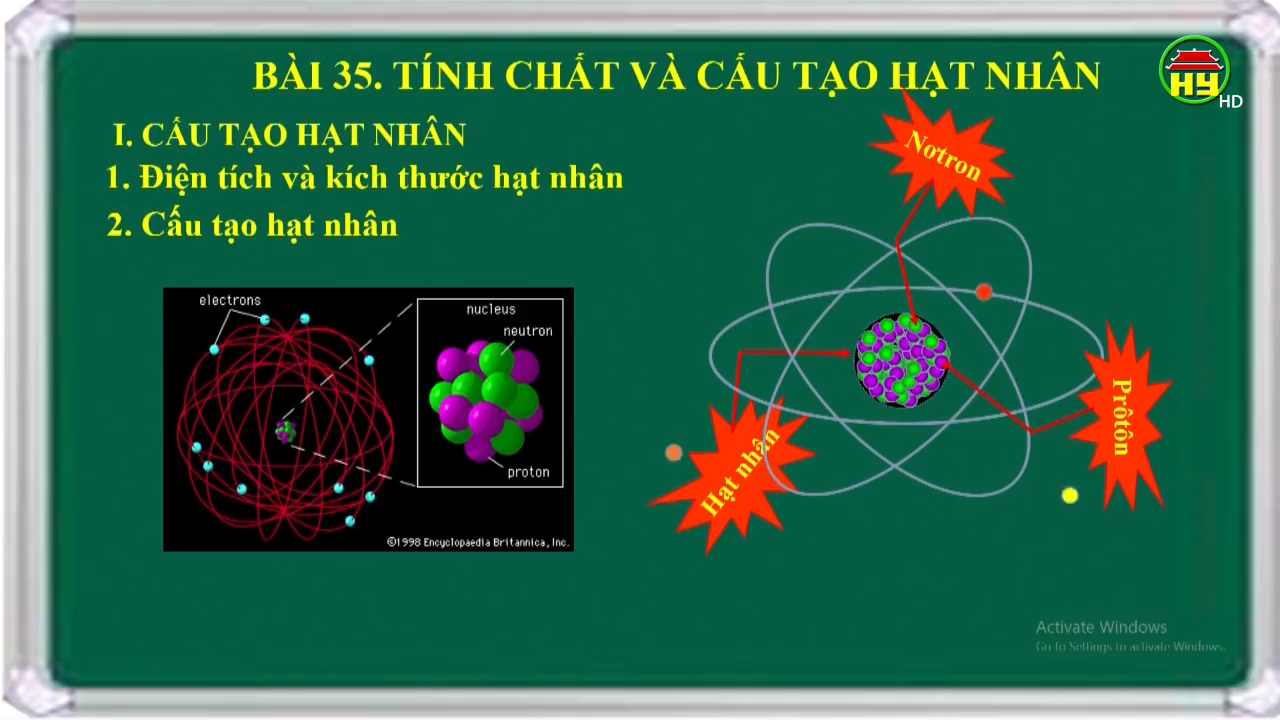 BÀI 35. TÍNH CHẤT VÀ CẤU TẠO HẠT NHÂN
HY
HD
I. CẤU TẠO HẠT NHÂN
1. Điện tích và kích thước hạt nhân
2. Cấu tạo hạt nhân
Nơtron
electrons
nucleus
neutron
proton
©1998 Encyclopaedia Britannica, Inc.
Hạt nhân
Prôtôn
Activate Windows
Go to Settings to activate Windows.